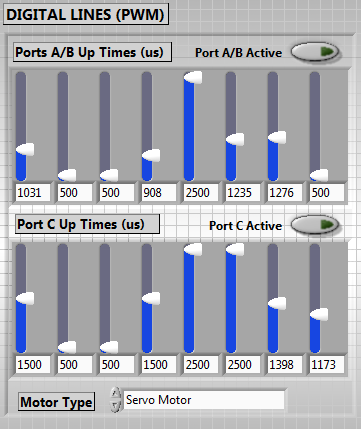 DIGITAL LINES (PWM)
Ports A/B Up Times (us) Port A/B Active
1031 500 500 908 2500 1235 1276 500
Port C Up Times (us) Port C Active
1500 500 500 1500 2500 2500 1398 1173
Motor Type Servo Motor